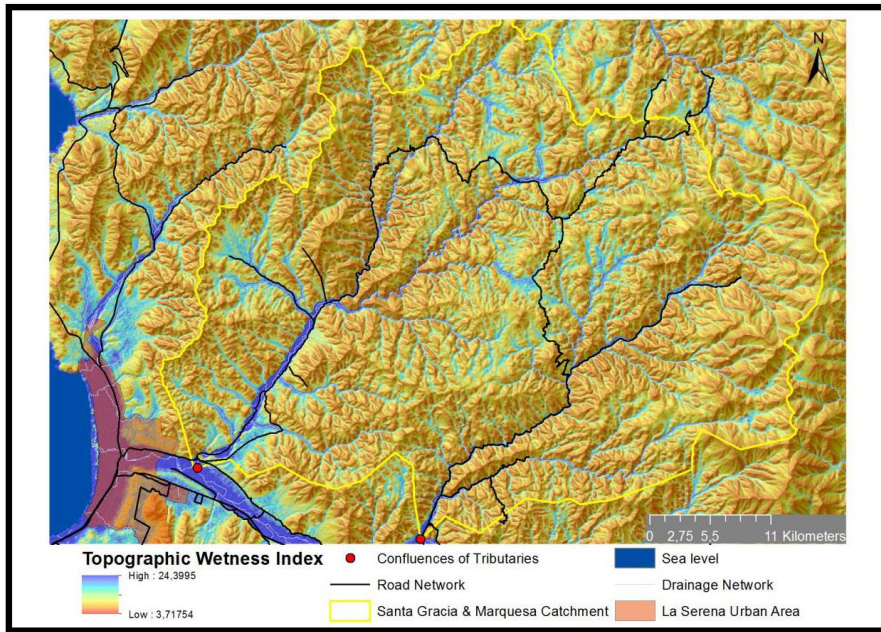 N
0 2,75 5,5 11 Kilometers
Topographic Wetness Index
High : 24,3995
Low : 3,71754
Confluences of Tributaries
Road Network
Santa Gracia & Marquesa Catchment
Sea level
Drainage Network
La Serena Urban Area